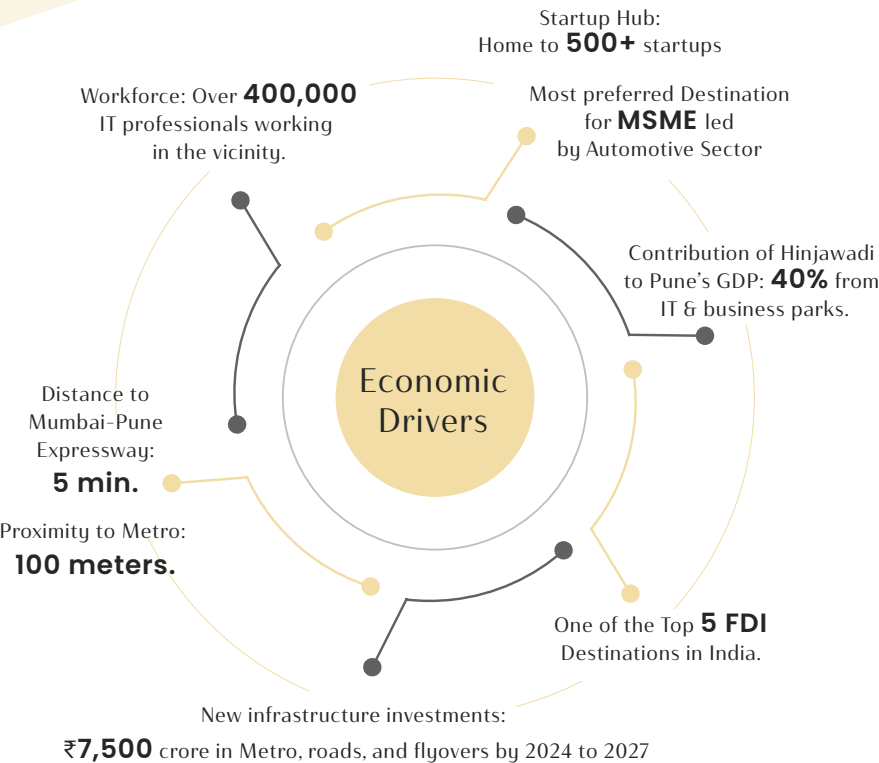 Startup Hub:
Home to 500+ startups
Most preferred Destination
for MSME led
by Automotive Sector
Workforce: Over 400,000
IT professionals working
in the vicinity.
Contribution of Hinjawadi
to Pune's GDP: 40% from
IT & business parks.
Economic
Drivers
Distance to
Mumbai-Pune
Expressway:
5 min.
Proximity to Metro:
100 meters.
One of the Top 5 FDI
Destinations in India.
New infrastructure investments:
₹7,500 crore in Metro, roads, and flyovers by 2024 to 2027